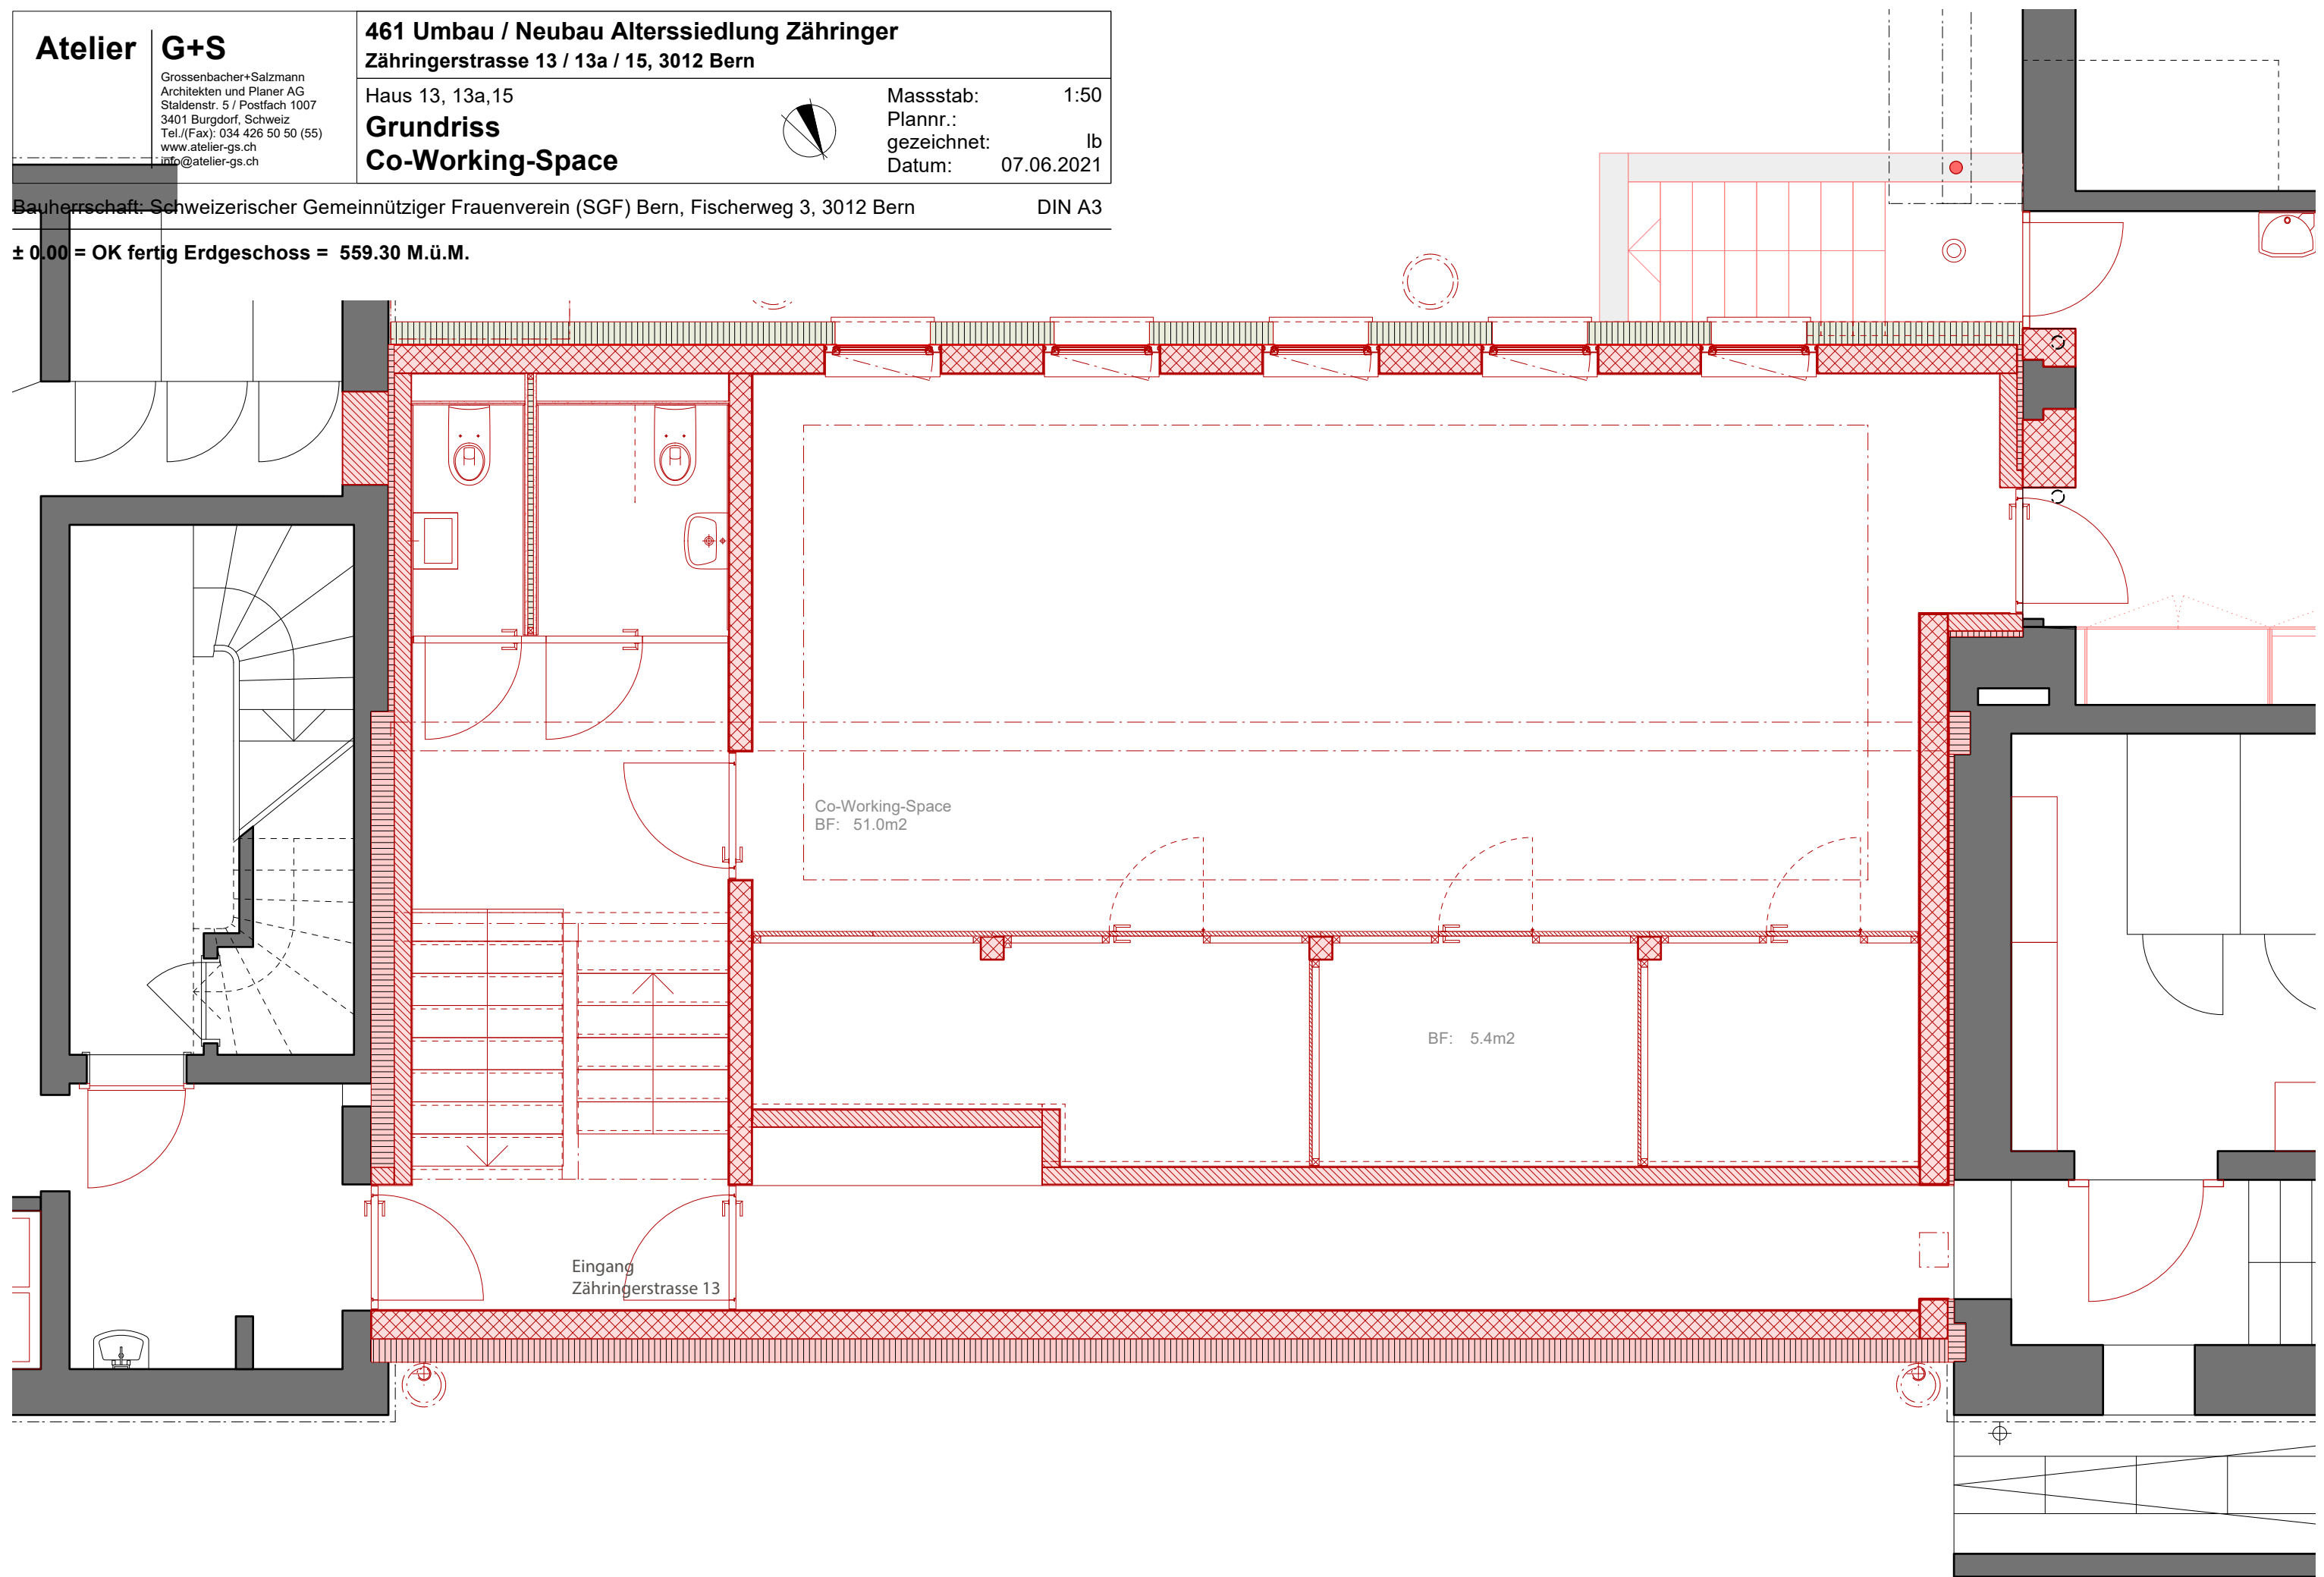 Atelier
G+S
Grossenbacher+Salzmann
Architekten und Planer AG
Staldenstr. 5 / Postfach 1007
3401 Burgdorf, Schweiz
Tel./(Fax): 034 426 50 50 (55)
www.atelier-gs.ch
info@atelier-gs.ch
461 Umbau / Neubau Alterssiedlung Zähringer
Zähringerstrasse 13 / 13a / 15, 3012 Bern
Haus 13, 13a,15
Grundriss
Co-Working-Space
Massstab: 1:50
Plannr.:
gezeichnet: lb
Datum: 07.06.2021
Bauherrschaft: Schweizerischer Gemeinnütziger Frauenverein (SGF) Bern, Fischerweg 3, 3012 Bern DIN A3
± 0.00 = OK fertig Erdgeschoss = 559.30 M.ü.M.
Co-Working-Space
BF: 51.0m2
BF: 5.4m2
Eingang
Zähringerstrasse 13